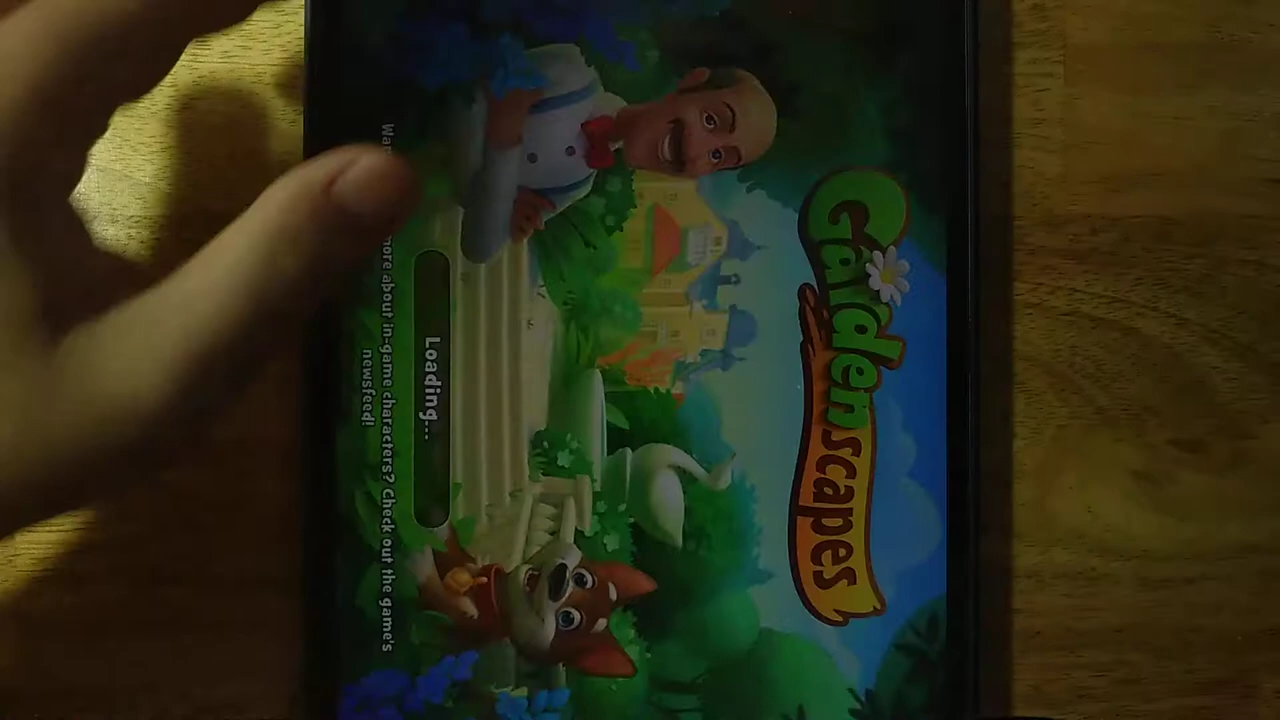 Gardenscapes
Loading...
more about in-game characters? Check out the game's
newsfeed!